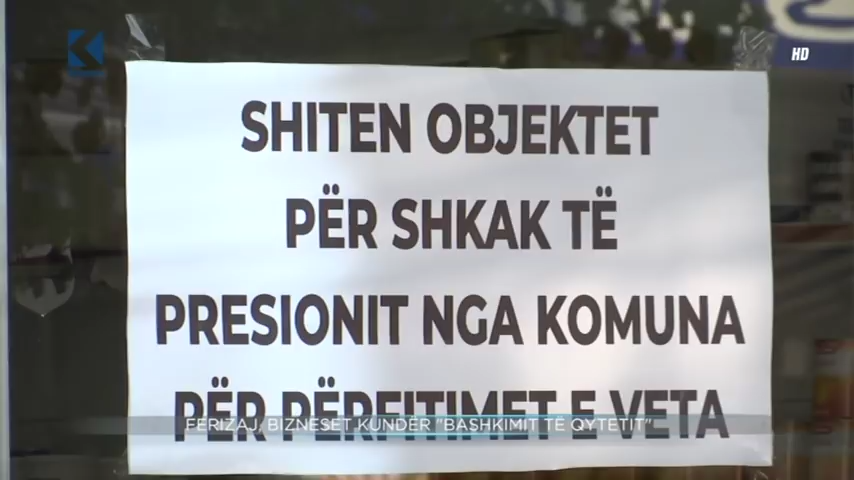 HD
SHITEN OBJEKTET
PËR SHKAK TË
PRESIONIT NGA KOMUNA
PËR PËRFITIMET E VETA
FERIZAJ, BIZNESET KUNDËR "BASHKIMIT TË QYTETIT"